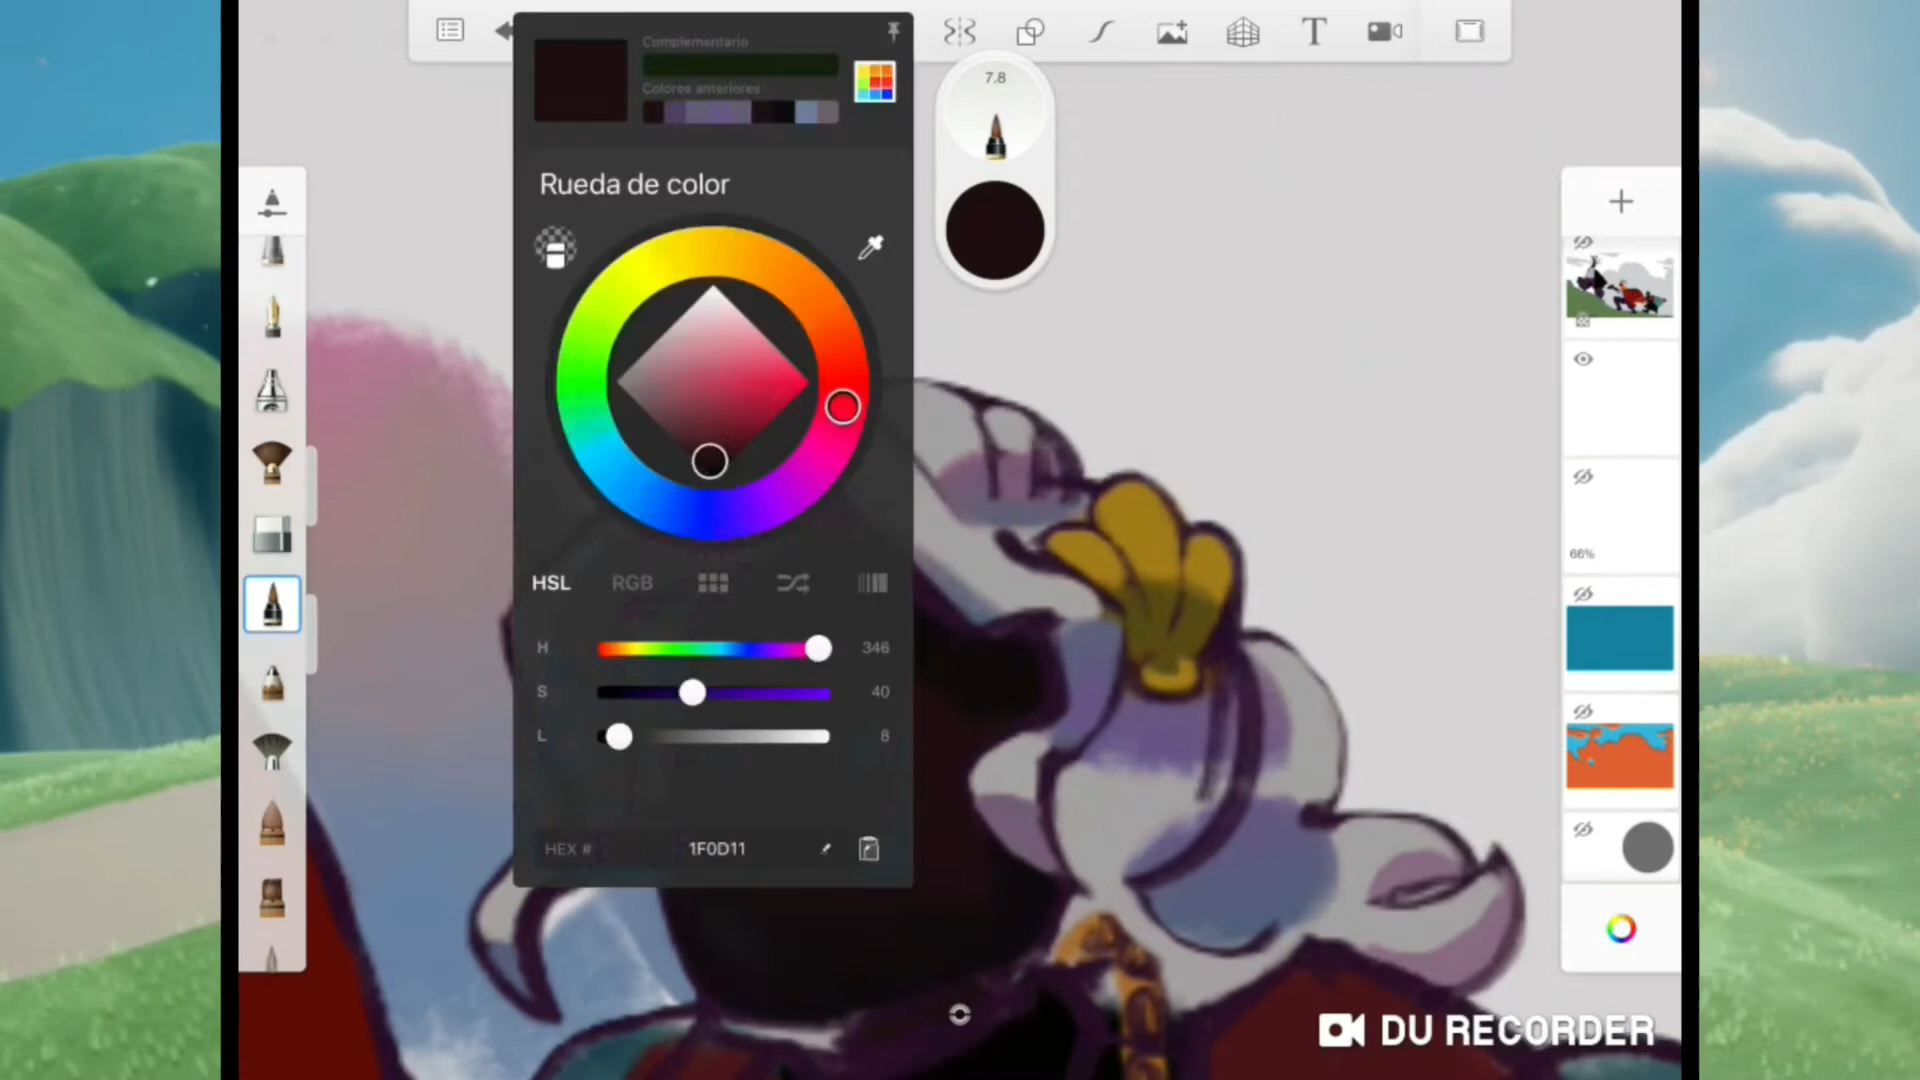 Complementario
7.8
Colores anteriores
Rueda de color
HSL RGB
H 346
S 40
L 8
HEX # 1F0D11
T
66%
DU RECORDER